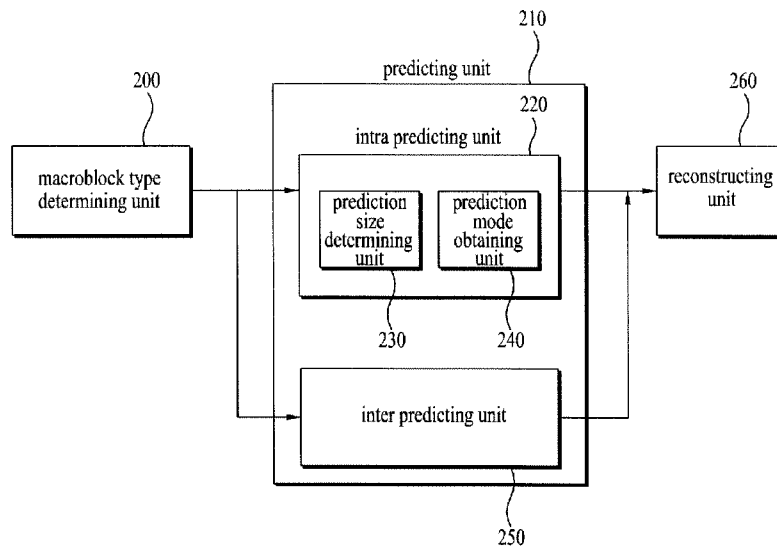 210
predicting unit
200
220
260
intra predicting unit
macroblock type
determining unit
reconstructing
unit
prediction
size
determining
unit
prediction
mode
obtaining
unit
230
240
inter predicting unit
250